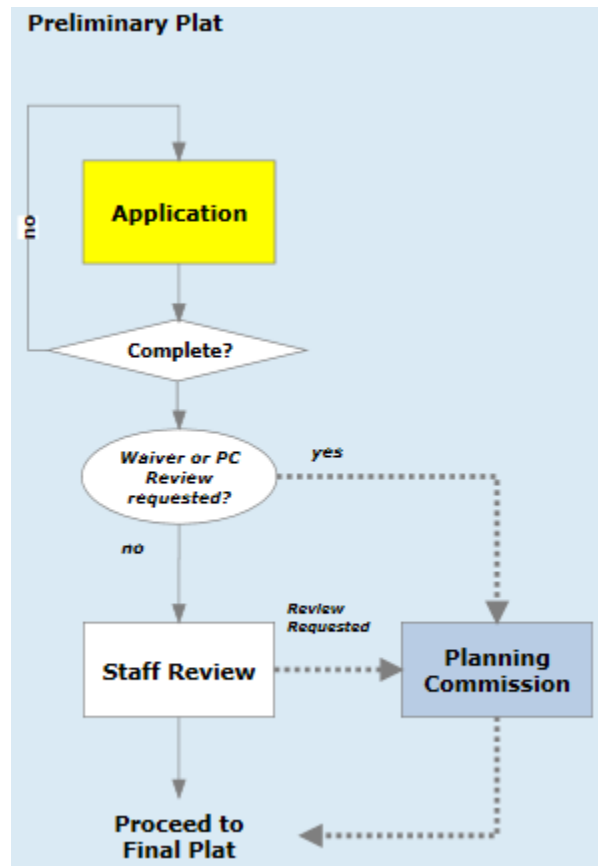 Preliminary Plat
Application
no
Complete?
Waiver or PC
Review
requested?
yes
no
Review
Requested
Staff Review
Planning
Commission
Proceed to
Final Plat